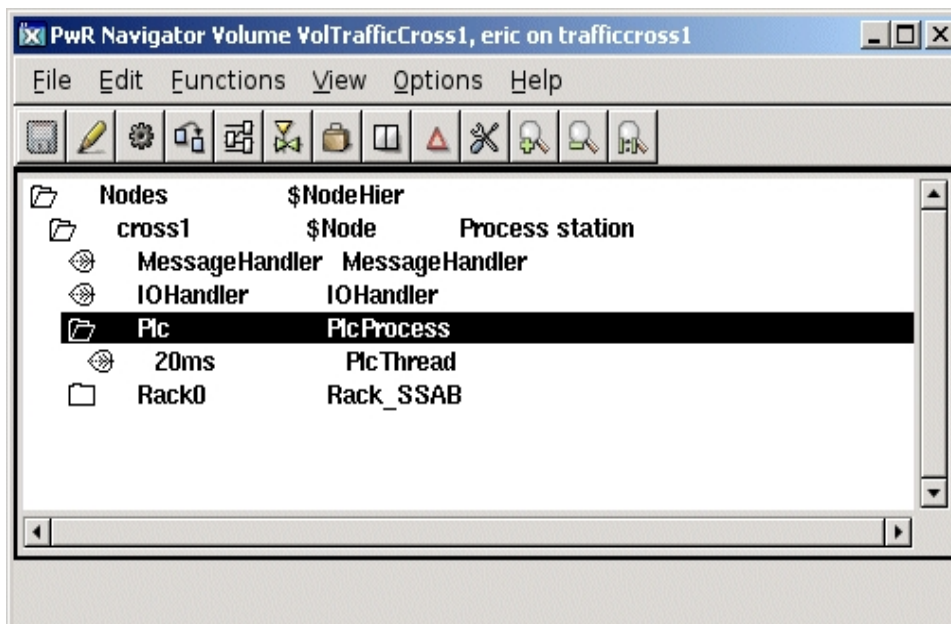 PwR Navigator Volume VolTrafficCross1, eric on trafficcross1
File Edit Functions View Options Help
Nodes $NodeHier
cross1 $Node Process station
MessageHandler MessageHandler
IOHandler IOHandler
Plc PlcProcess
20ms PlcThread
Rack0 Rack_SSAB